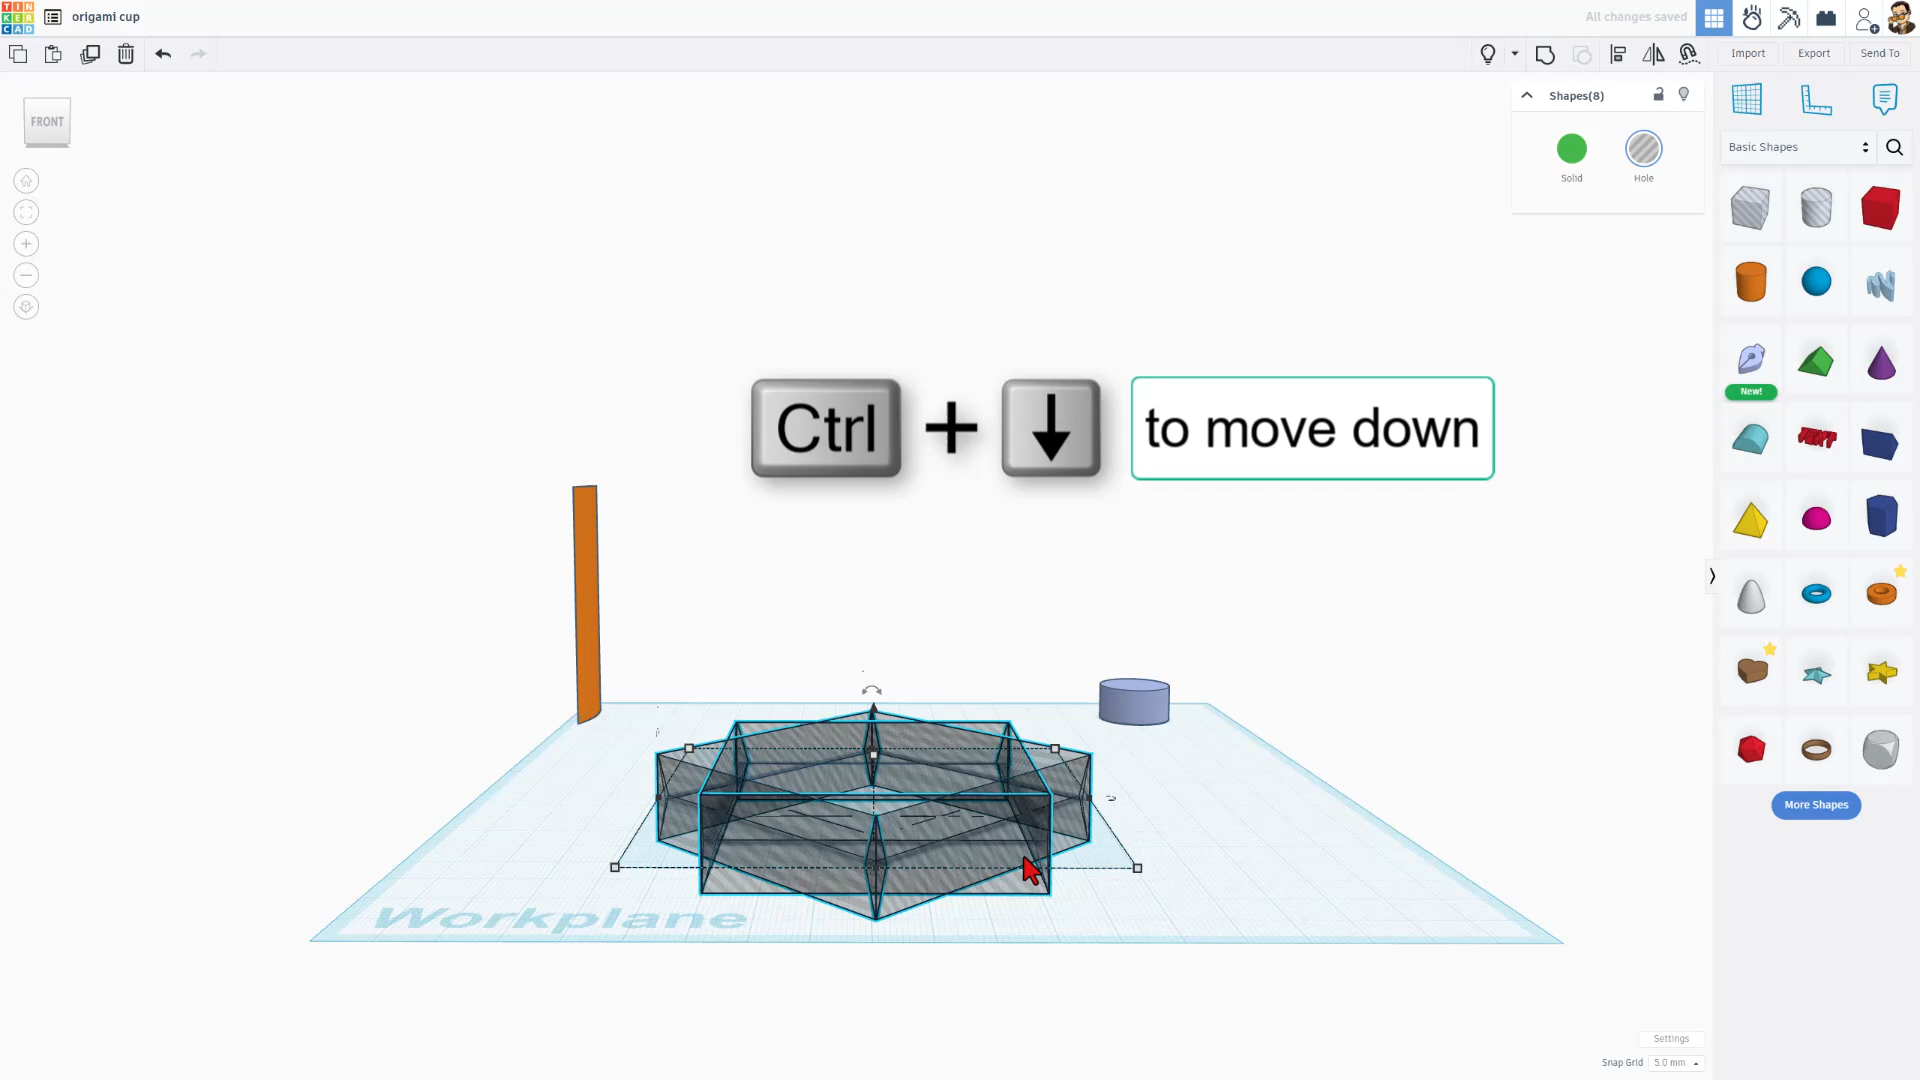 TIN
KER
CAD
origami cup
All changes saved
Import
Export
Send To
FRONT
Shapes(8)
Solid
Hole
Basic Shapes
New!
TEXT
Ctrl + ↓ to move down
More Shapes
Workplane
Settings
Snap Grid 5.0 mm